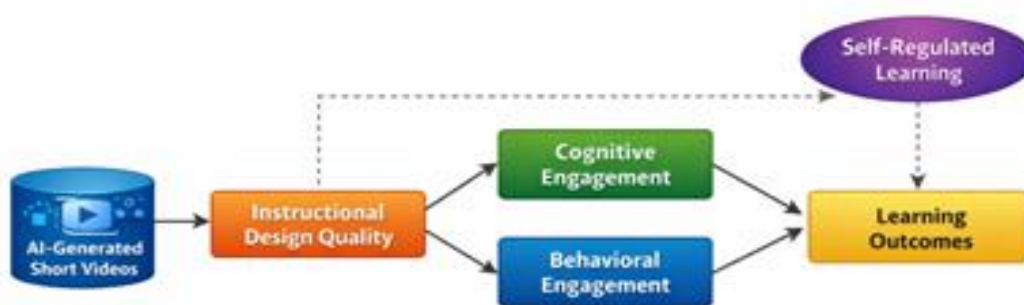 Self-Regulated
Learning
Cognitive
Engagement
AI-Generated
Short Videos
Instructional
Design Quality
Behavioral
Engagement
Learning
Outcomes